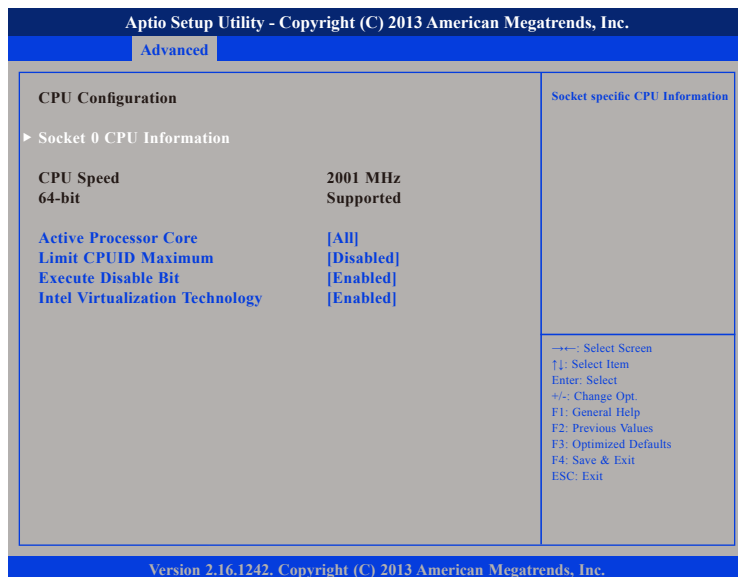 Aptio Setup Utility - Copyright (C) 2013 American Megatrends, Inc.
Advanced
CPU Configuration
▶ Socket 0 CPU Information
CPU Speed 2001 MHz
64-bit Supported
Active Processor Core [All]
Limit CPUID Maximum [Disabled]
Execute Disable Bit [Enabled]
Intel Virtualization Technology [Enabled]
Socket specific CPU Information
→←: Select Screen
↑↓: Select Item
Enter: Select
+/-: Change Opt.
F1: General Help
F2: Previous Values
F3: Optimized Defaults
F4: Save & Exit
ESC: Exit
Version 2.16.1242. Copyright (C) 2013 American Megatrends, Inc.